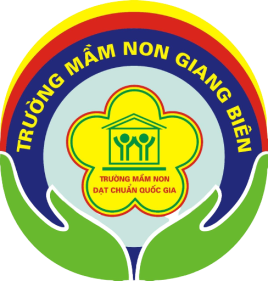 TRƯỜNG MẦM NON GIANG BIÊN
TRƯỜNG MẦM NON
ĐẠT CHUẨN QUỐC GIA